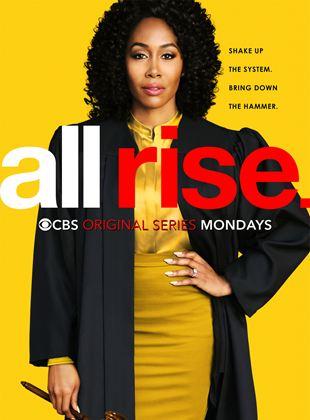 SHAKE UP
THE SYSTEM.
BRING DOWN
THE HAMMER.
all rise.
CBS ORIGINAL SERIES MONDAYS